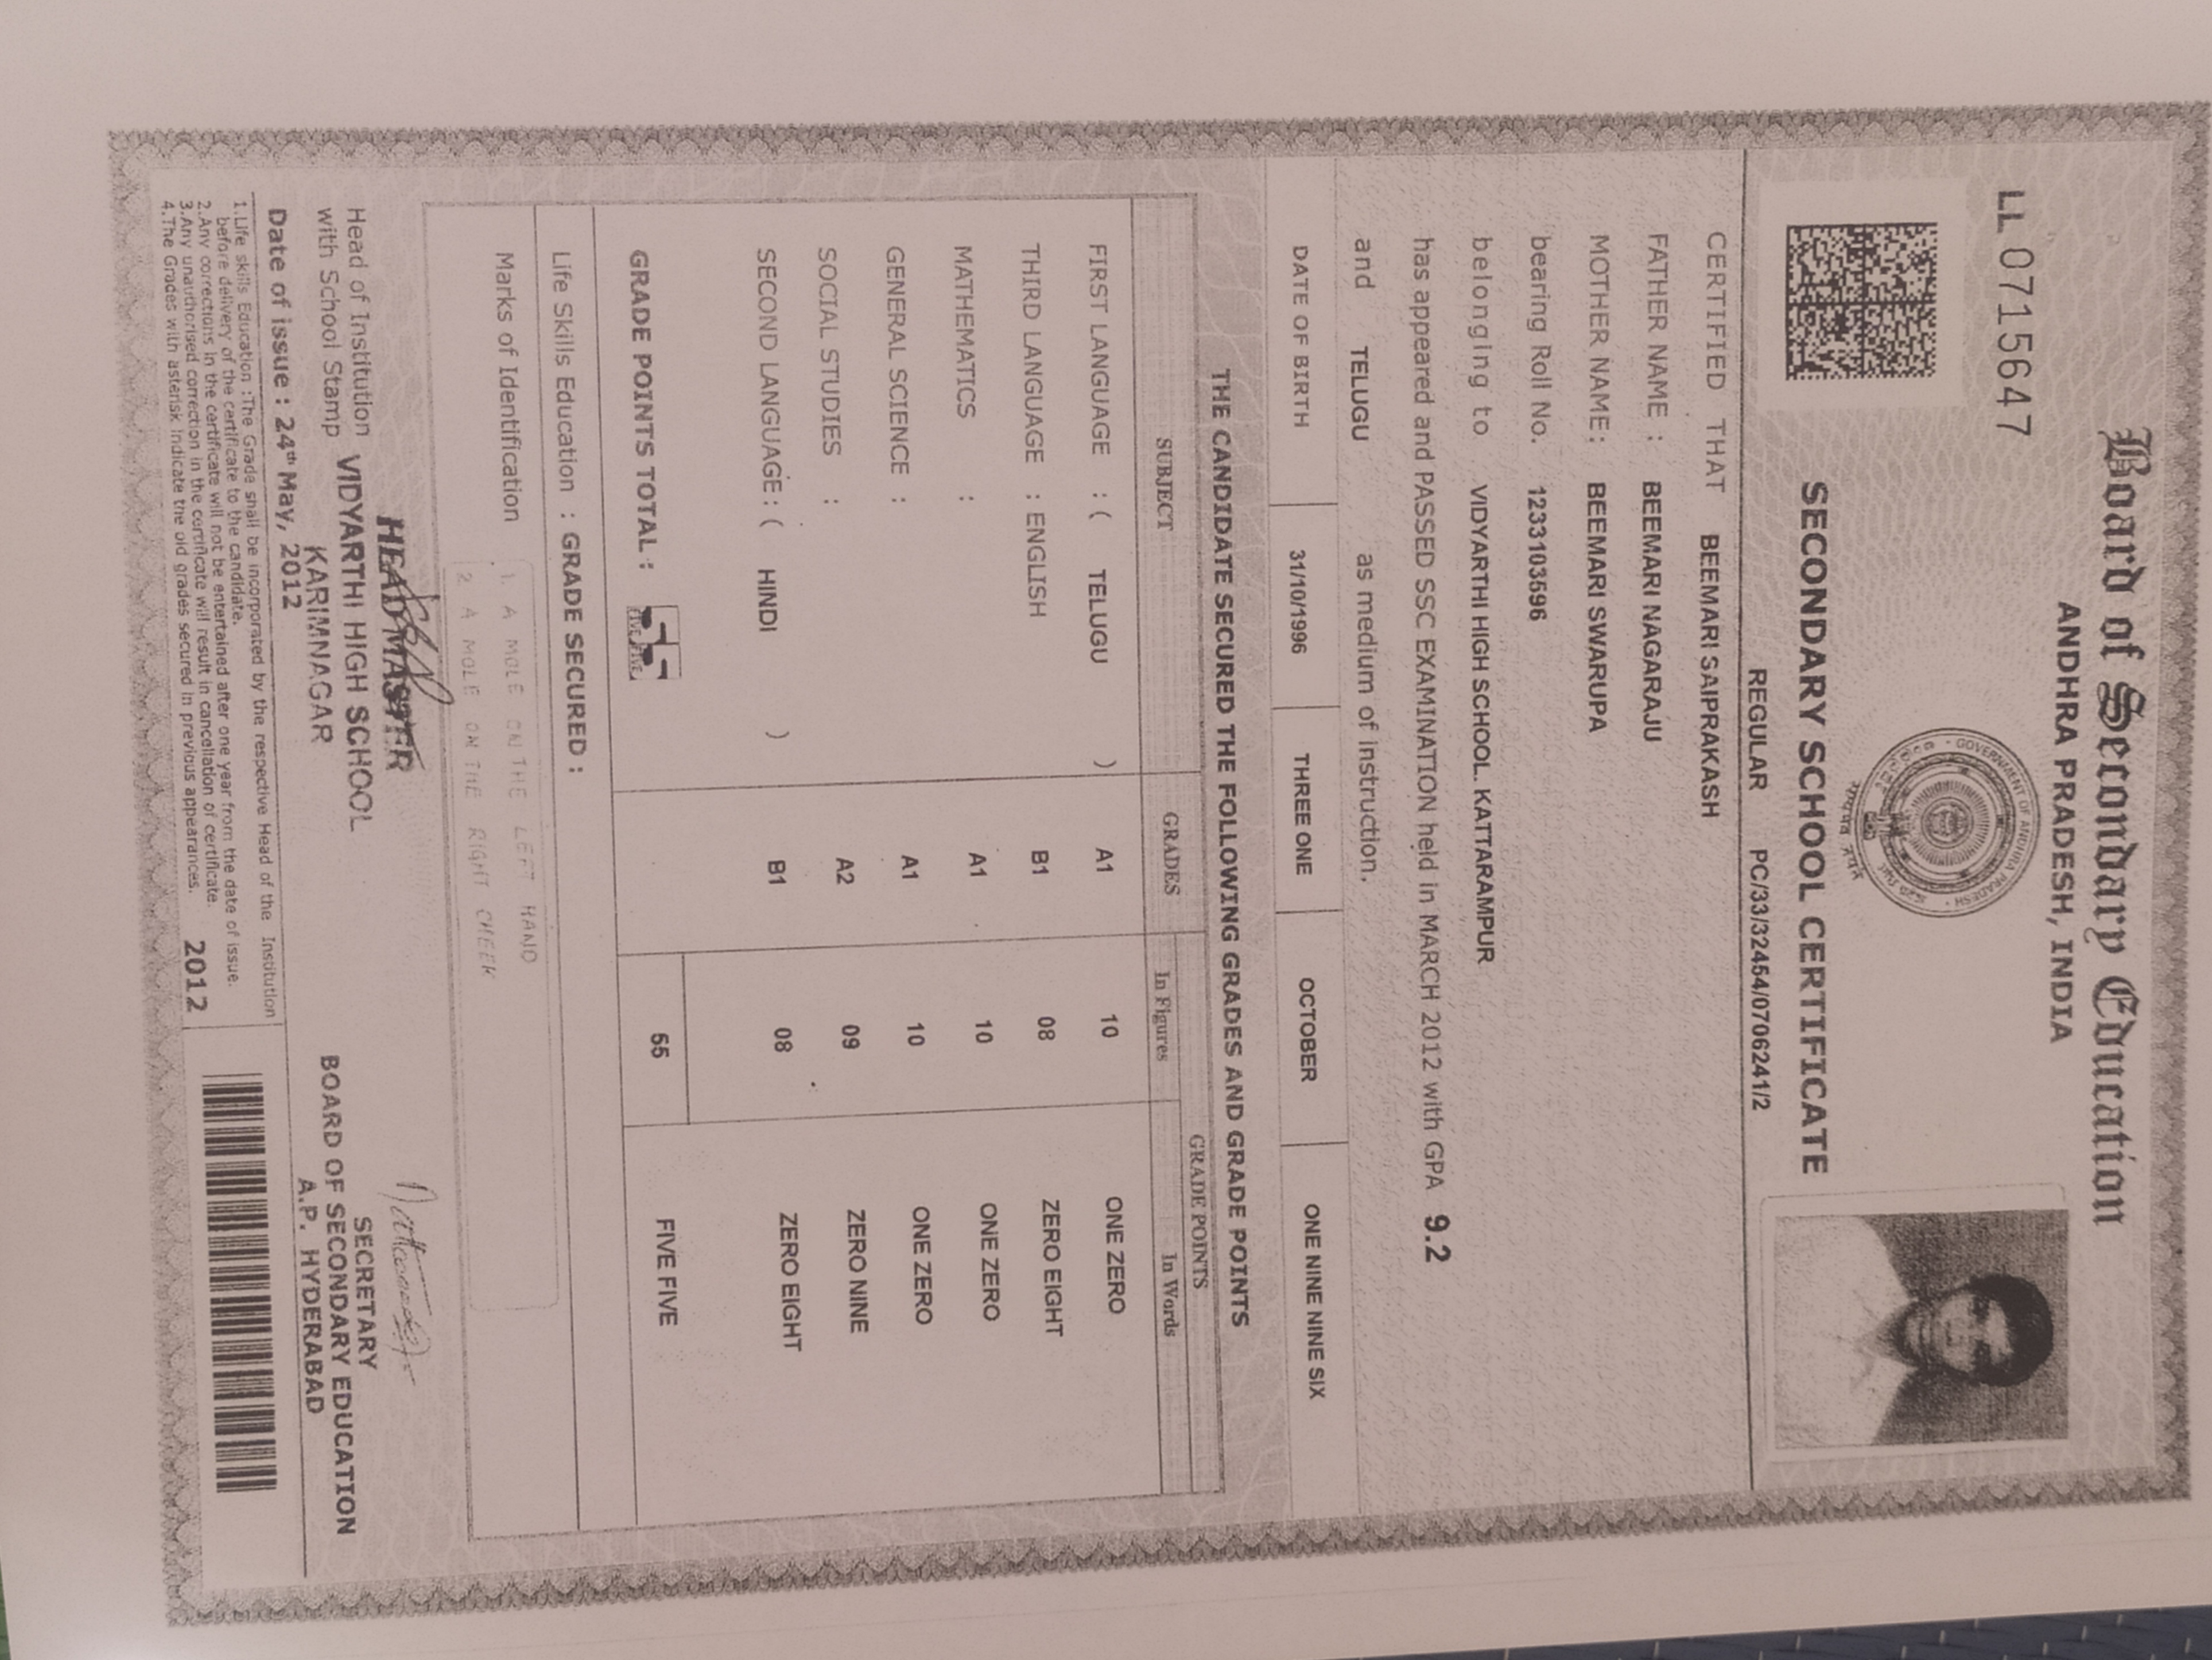 LL 0715647
Board of Secondary Education
ANDHRA PRADESH, INDIA
SECONDARY SCHOOL CERTIFICATE
REGULAR PC/33/32454/0706241/2
CERTIFIED THAT BEEMARI SAIPRAKASH
FATHER NAME : BEEMARI NAGARAJU
MOTHER NAME : BEEMARI SWARUPA
bearing Roll No. 1233103596
belonging to VIDYARTHI HIGH SCHOOL. KATTARAMPUR
has appeared and PASSED SSC EXAMINATION held in MARCH 2012 with GPA 9.2
and TELUGU as medium of instruction.
DATE OF BIRTH 31/10/1996 THREE ONE OCTOBER ONE NINE NINE SIX
THE CANDIDATE SECURED THE FOLLOWING GRADES AND GRADE POINTS
SUBJECT GRADES GRADE POINTS
In Figures In Words
FIRST LANGUAGE : ( TELUGU ) A1 10 ONE ZERO
THIRD LANGUAGE : ENGLISH B1 08 ZERO EIGHT
MATHEMATICS : A1 10 ONE ZERO
GENERAL SCIENCE : A1 10 ONE ZERO
SOCIAL STUDIES : A2 09 ZERO NINE
SECOND LANGUAGE : ( HINDI ) B1 08 ZERO EIGHT
GRADE POINTS TOTAL : 55 FIVE FIVE
Life Skills Education : GRADE SECURED :
Marks of Identification 1. A MOLE ON THE LEFT HAND
2. A MOLE ON THE RIGHT CHEEK
HEAD MASTER
Head of Institution VIDYARTHI HIGH SCHOOL
with School Stamp KARIMNAGAR
SECRETARY
BOARD OF SECONDARY EDUCATION
A.P. HYDERABAD
Date of issue : 24th May, 2012
1.Life skills Education :The Grade shall be incorporated by the respective Head of the Institution
before delivery of the certificate to the candidate.
2.Any corrections in the certificate will not be entertained after one year from the date of issue.
3.Any unauthorised correction in the certificate will result in cancellation of certificate.
4.The Grades with asterisk indicate the old grades secured in previous appearances.
2012